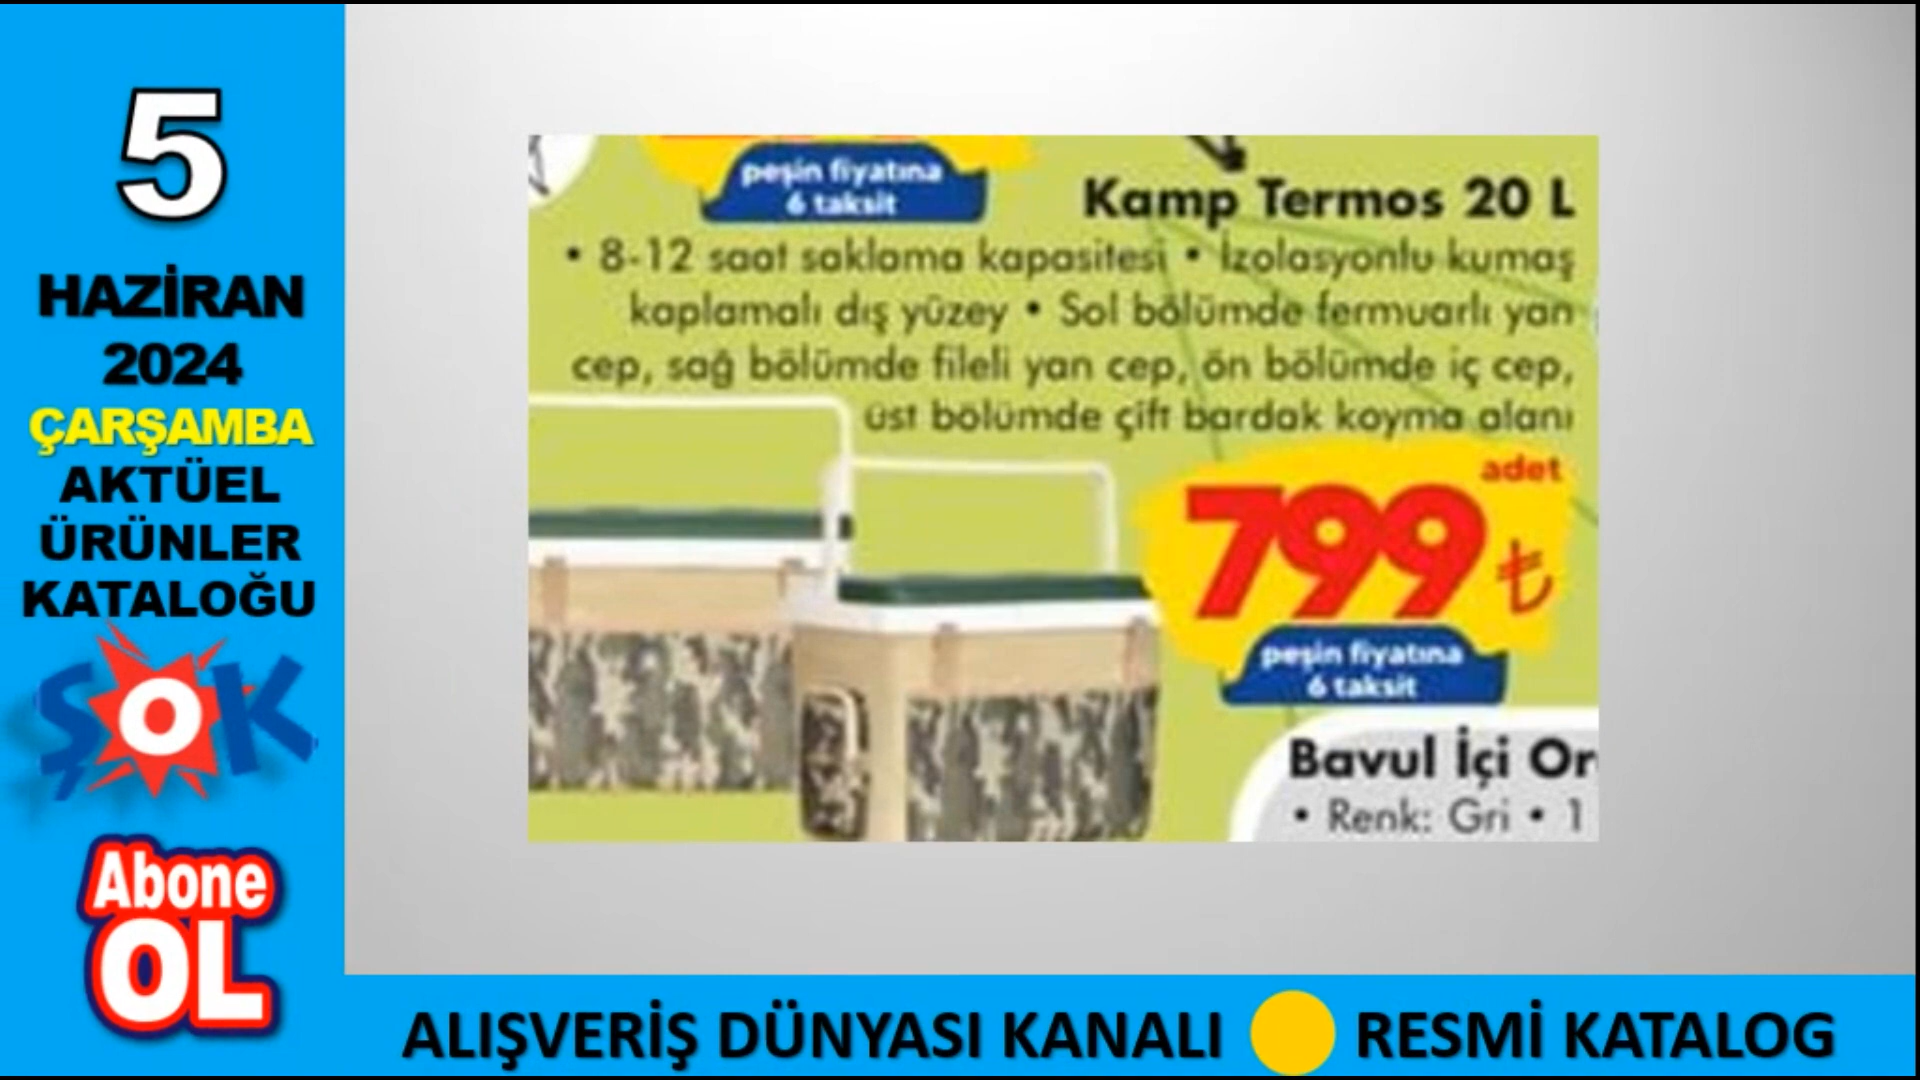 5
HAZİRAN
2024
ÇARŞAMBA
AKTÜEL
ÜRÜNLER
KATALOĞU
ŞOK
Abone
OL
peşin fiyatına
6 taksit
Kamp Termos 20 L
• 8-12 saat saklama kapasitesi • İzolasyonlu kumaş
kaplamalı dış yüzey • Sol bölümde fermuarlı yan
cep, sağ bölümde fileli yan cep, ön bölümde iç cep,
üst bölümde çift bardak koyma alanı
adet
799 ₺
peşin fiyatına
6 taksit
Bavul İçi Or
• Renk: Gri • 1
ALIŞVERİŞ DÜNYASI KANALI RESMİ KATALOG